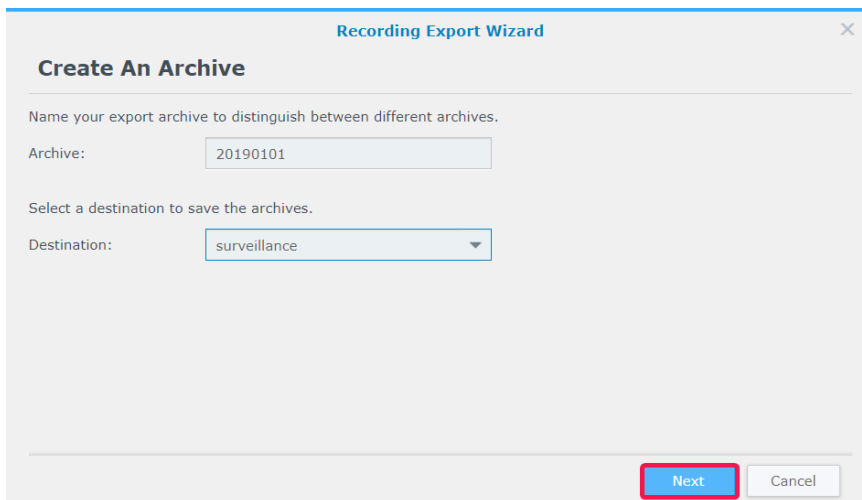 Recording Export Wizard
Create An Archive
Name your export archive to distinguish between different archives.
Archive: 20190101
Select a destination to save the archives.
Destination: surveillance
Next Cancel